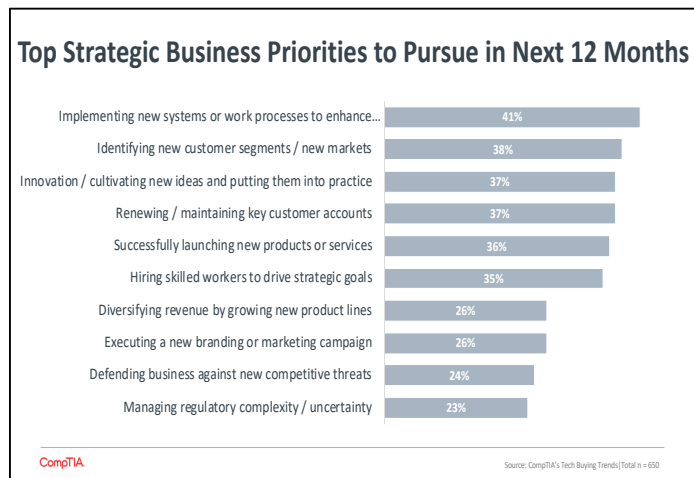 Top Strategic Business Priorities to Pursue in Next 12 Months
Implementing new systems or work processes to enhance... 41%
Identifying new customer segments / new markets 38%
Innovation / cultivating new ideas and putting them into practice 37%
Renewing / maintaining key customer accounts 37%
Successfully launching new products or services 36%
Hiring skilled workers to drive strategic goals 35%
Diversifying revenue by growing new product lines 26%
Executing a new branding or marketing campaign 26%
Defending business against new competitive threats 24%
Managing regulatory complexity / uncertainty 23%
CompTIA. Source: CompTIA's Tech Buying Trends|Total n = 650